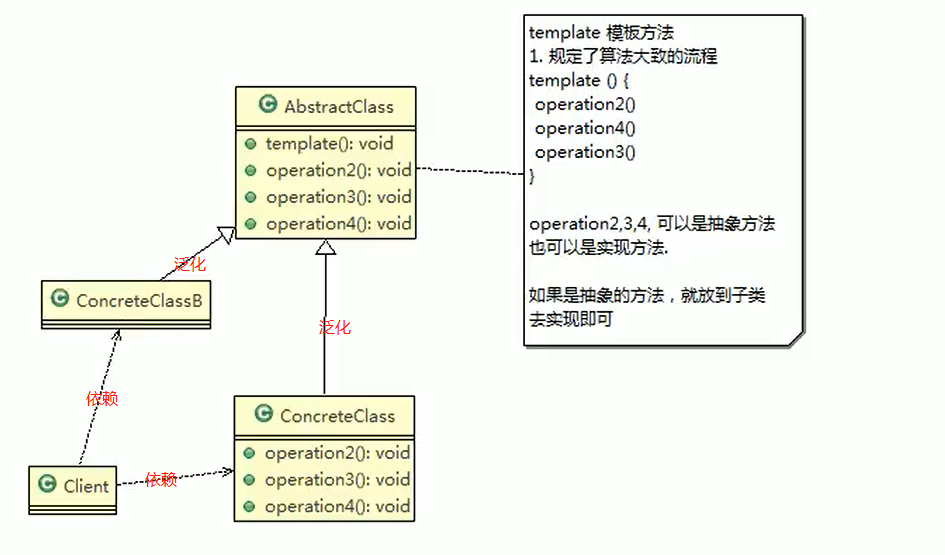 template 模板方法
1. 规定了算法大致的流程
template () {
operation2()
operation4()
operation3()
}
operation2,3,4, 可以是抽象方法
也可以是实现方法.
如果是抽象的方法，就放到子类
去实现即可
C AbstractClass
template(): void
operation2(): void
operation3(): void
operation4(): void
泛化
C ConcreteClassB
泛化
依赖
C ConcreteClass
operation2(): void
operation3(): void
operation4(): void
C Client
依赖